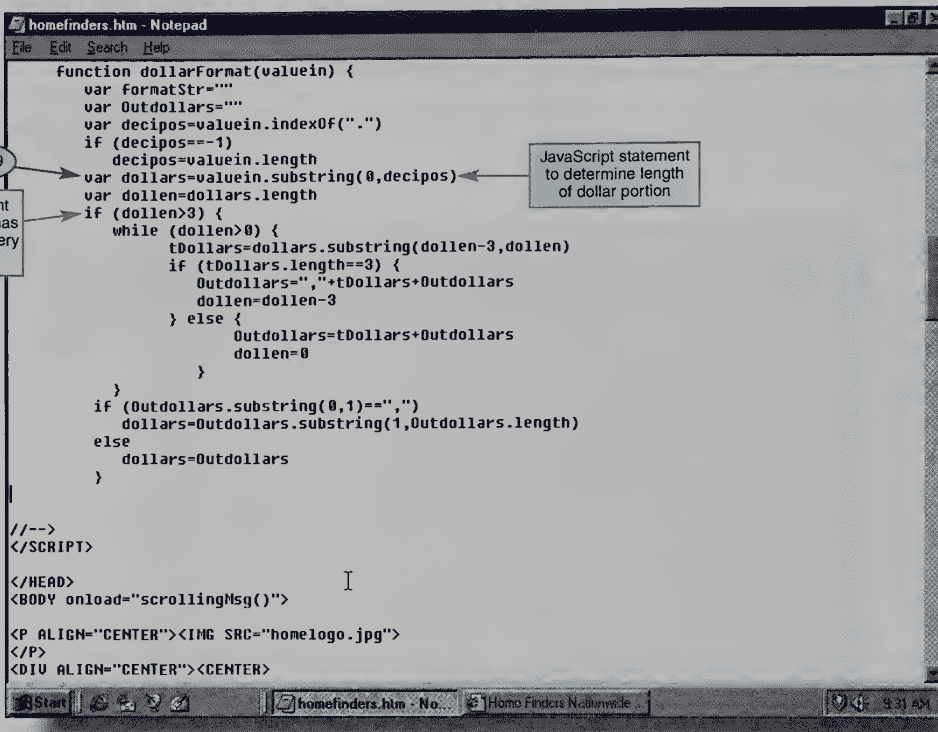 homefinders.htm - Notepad
File Edit Search Help
function dollarFormat(valuein) {
var formatStr=""
var Outdollars=""
var decipos=valuein.indexOf(".")
if (decipos==-1)
decipos=valuein.length
9
var dollars=valuein.substring(0,decipos)
JavaScript statement
to determine length
of dollar portion
var dollen=dollars.length
nt
as
ery
if (dollen>3) {
while (dollen>0) {
tDollars=dollars.substring(dollen-3,dollen)
if (tDollars.length==3) {
Outdollars=","+tDollars+Outdollars
dollen=dollen-3
} else {
Outdollars=tDollars+Outdollars
dollen=0
}
}
if (Outdollars.substring(0,1)==",")
dollars=Outdollars.substring(1,Outdollars.length)
else
dollars=Outdollars
}
//-->
</SCRIPT>
</HEAD>
<BODY onload="scrollingMsg()">
<P ALIGN="CENTER"><IMG SRC="homelogo.jpg">
</P>
<DIV ALIGN="CENTER"><CENTER>
Start
homefinders.htm - No...
Home Finders Nationwide ...
9:31 AM